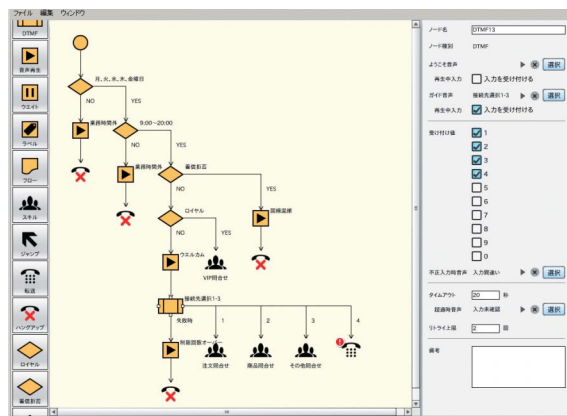 ファイル 編集 ウィンドウ
DTMF
音声再生
ウエイト
ラベル
フロー
スキル
ジャンプ
転送
ハングアップ
ロイヤル
着信拒否
月、火、水、木、金曜日
NO
YES
業務時間外
9:00〜20:00
NO
YES
業務時間外
着信拒否
NO
YES
ロイヤル
回線混雑
NO
YES
ウエルカム
VIP問合せ
接続先選択1-3
失敗時
1
2
3
4
制限回数オーバー
注文問合せ
商品問合せ
その他問合せ
ノード名
DTMF13
ノード種別
DTMF
ようこそ音声
選択
再生中入力
入力を受け付ける
ガイド音声
接続先選択1-3
選択
再生中入力
入力を受け付ける
受け付け値
1
2
3
4
5
6
7
8
9
0
不正入力時音声
入力間違い
選択
タイムアウト
20
秒
超過時音声
入力未確認
選択
リトライ上限
2
回
備考